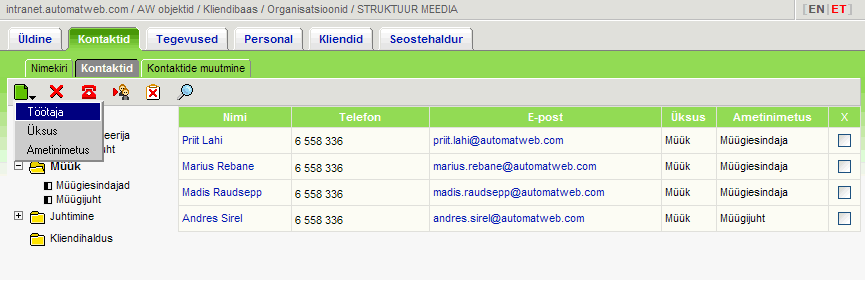 intranet.automatweb.com / AW objektid / Kliendibaas / Organisatsioonid / STRUKTUUR MEEDIA [EN|ET]
Üldine Kontaktid Tegevused Personal Kliendid Seostehaldur
Nimekiri Kontaktid Kontaktide muutmine
Töötaja
Üksus
Ametinimetus
eerija
juht
Müük
Müügiesindajad
Müügijuht
Juhtimine
Kliendihaldus
Nimi Telefon E-post Üksus Ametinimetus X
Priit Lahi 6 558 336 priit.lahi@automatweb.com Müük Müügiesindaja
Marius Rebane 6 558 336 marius.rebane@automatweb.com Müük Müügiesindaja
Madis Raudsepp 6 558 336 madis.raudsepp@automatweb.com Müük Müügiesindaja
Andres Sirel 6 558 336 andres.sirel@automatweb.com Müük Müügijuht